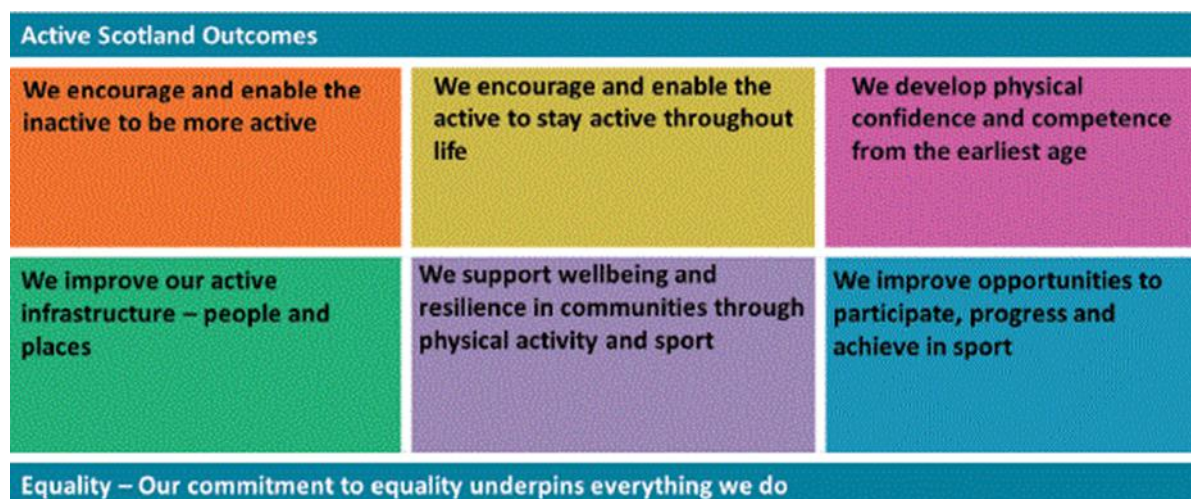 Active Scotland Outcomes
We encourage and enable the
inactive to be more active
We encourage and enable the
active to stay active throughout
life
We develop physical
confidence and competence
from the earliest age
We improve our active
infrastructure – people and
places
We support wellbeing and
resilience in communities through
physical activity and sport
We improve opportunities to
participate, progress and
achieve in sport
Equality – Our commitment to equality underpins everything we do